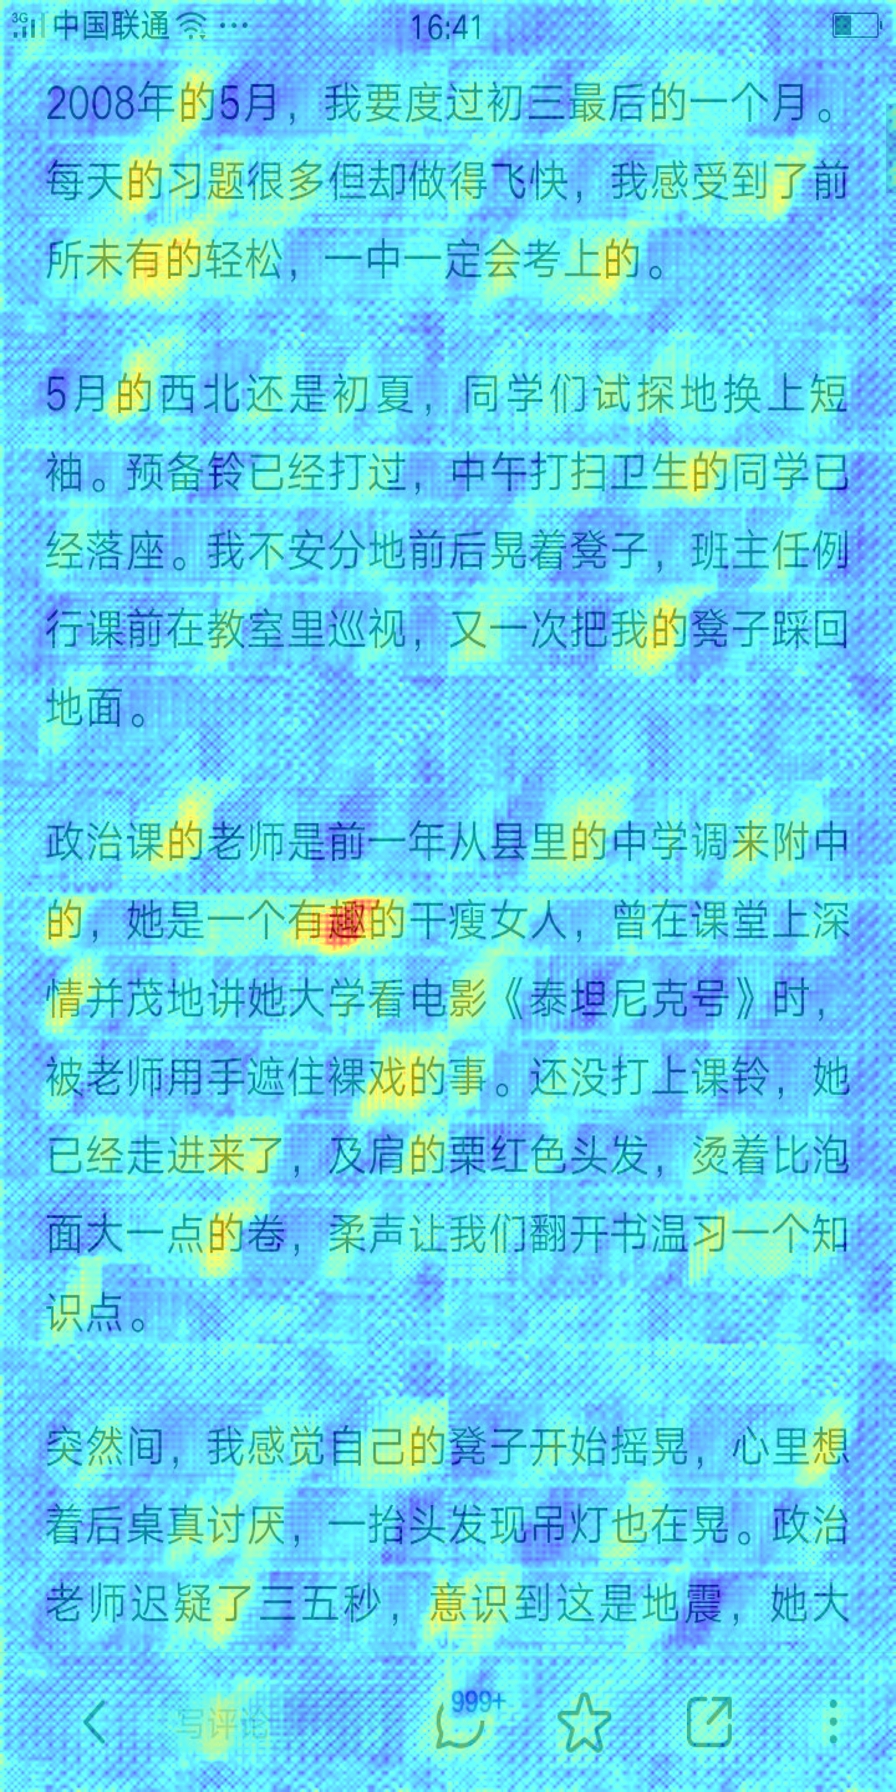 3G 中国联通 ··· 16:41
2008年的5月，我要度过初三最后的一个月。
每天的习题很多但却做得飞快，我感受到了前
所未有的轻松，一中一定会考上的。
5月的西北还是初夏，同学们试探地换上短
袖。预备铃已经打过，中午打扫卫生的同学已
经落座。我不安分地前后晃着凳子，班主任例
行课前在教室里巡视，又一次把我的凳子踩回
地面。
政治课的老师是前一年从县里的中学调来附中
的，她是一个有趣的干瘦女人，曾在课堂上深
情并茂地讲她大学看电影《泰坦尼克号》时，
被老师用手遮住裸戏的事。还没打上课铃，她
已经走进来了，及肩的栗红色头发，烫着比泡
面大一点的卷，柔声让我们翻开书温习一个知
识点。
突然间，我感觉自己的凳子开始摇晃，心里想
着后桌真讨厌，一抬头发现吊灯也在晃。政治
老师迟疑了三五秒，意识到这是地震，她大
写评论 999+